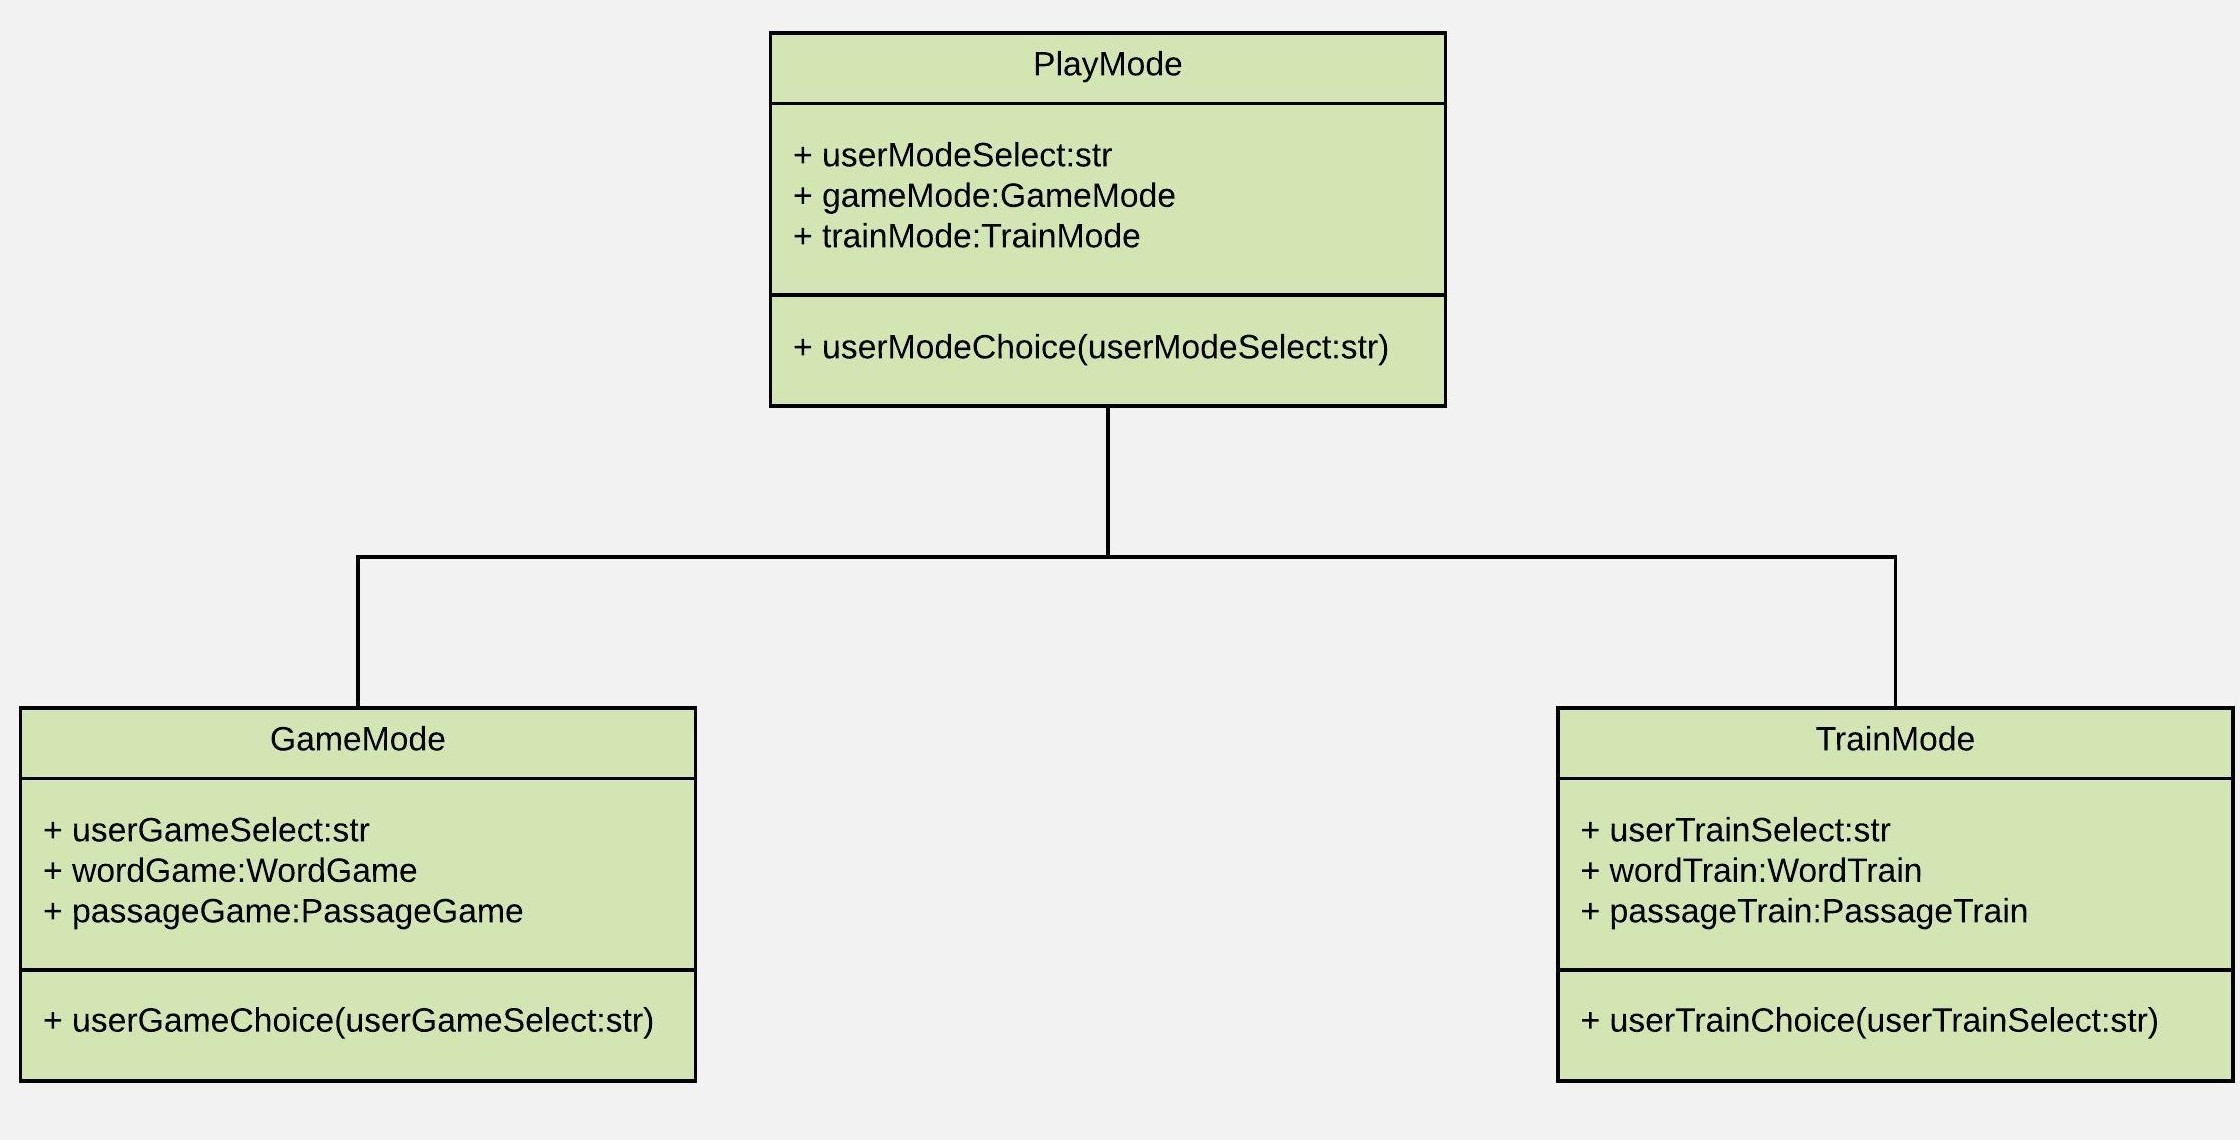 PlayMode
+ userModeSelect:str
+ gameMode:GameMode
+ trainMode:TrainMode
+ userModeChoice(userModeSelect:str)
GameMode
+ userGameSelect:str
+ wordGame:WordGame
+ passageGame:PassageGame
+ userGameChoice(userGameSelect:str)
TrainMode
+ userTrainSelect:str
+ wordTrain:WordTrain
+ passageTrain:PassageTrain
+ userTrainChoice(userTrainSelect:str)